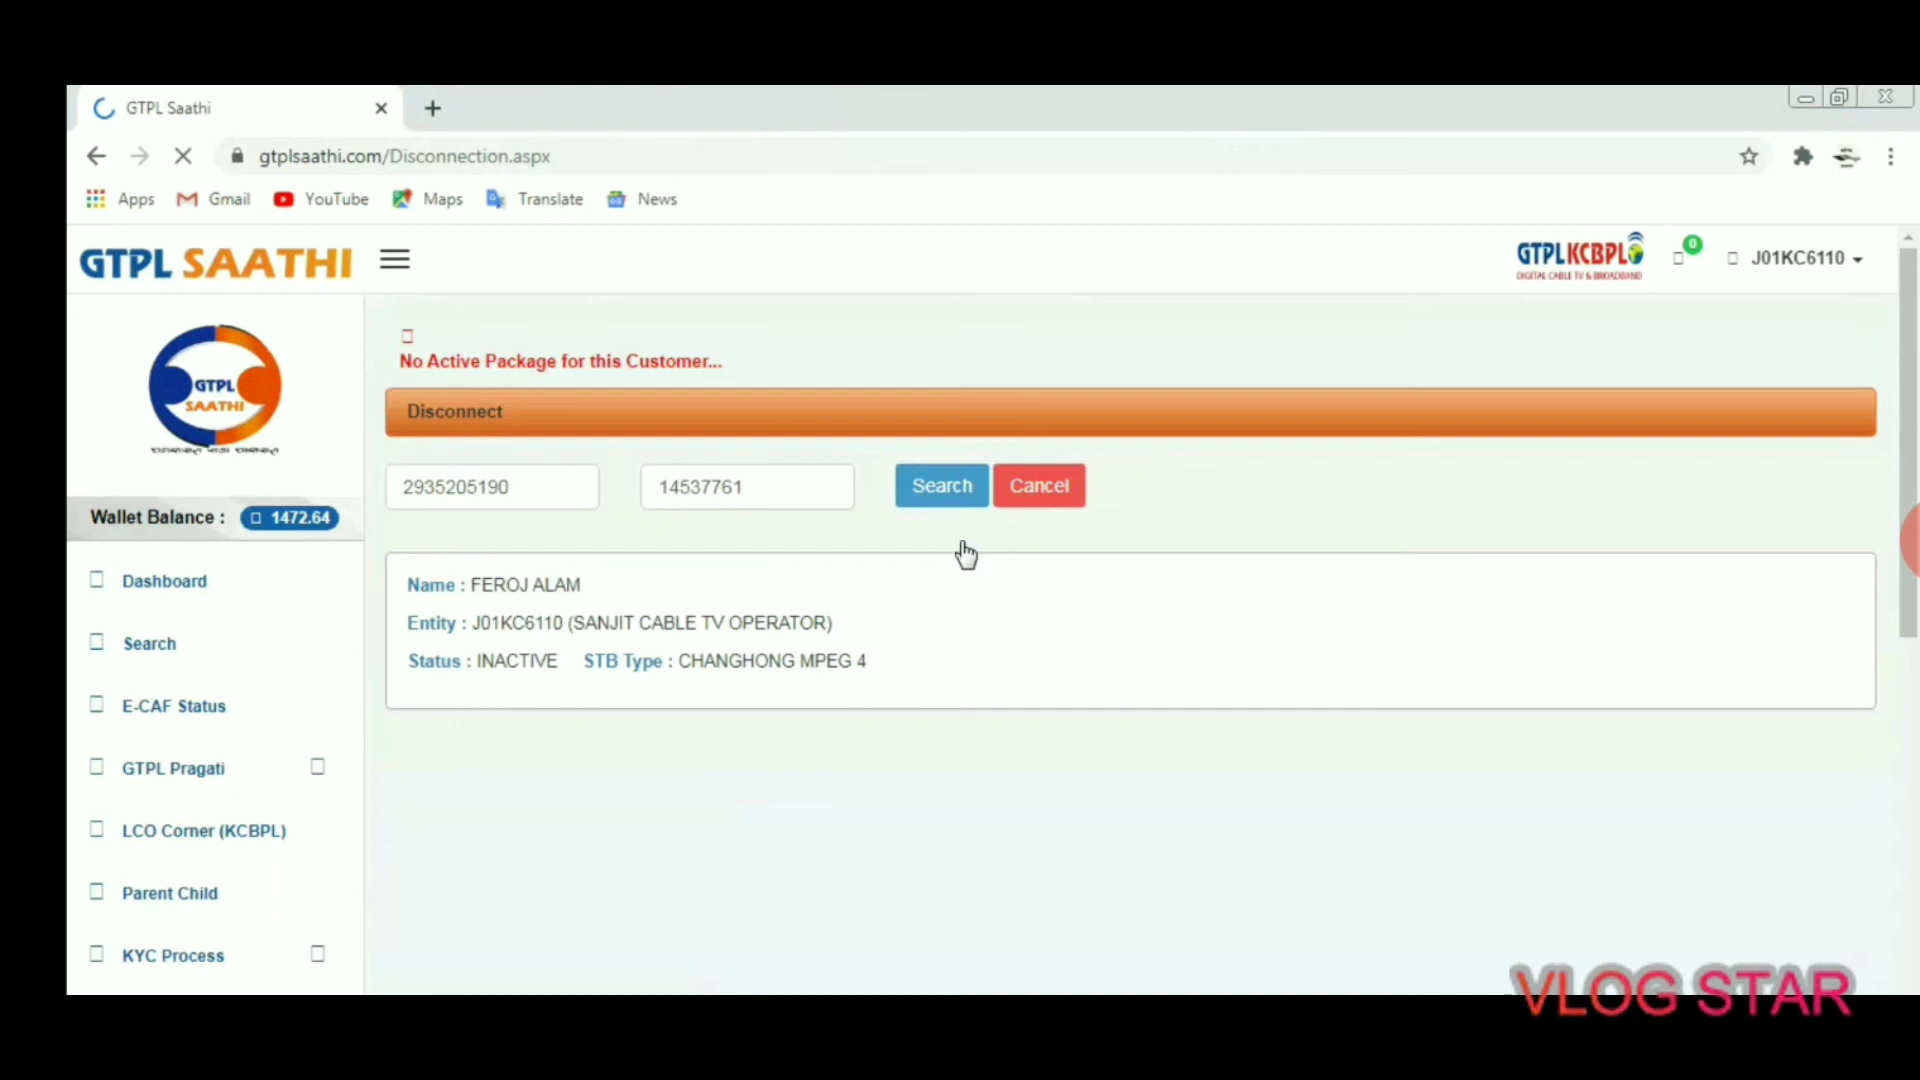 GTPL Saathi
gtplsaathi.com/Disconnection.aspx
Apps Gmail YouTube Maps Translate News
GTPL SAATHI
GTPL KCBPL
DIGITAL CABLE TV & BROADBAND
0
J01KC6110
GTPL
SAATHI
Wallet Balance : 1472.64
Dashboard
Search
E-CAF Status
GTPL Pragati
LCO Corner (KCBPL)
Parent Child
KYC Process
No Active Package for this Customer...
Disconnect
2935205190 14537761 Search Cancel
Name : FEROJ ALAM
Entity : J01KC6110 (SANJIT CABLE TV OPERATOR)
Status : INACTIVE STB Type : CHANGHONG MPEG 4
VLOG STAR